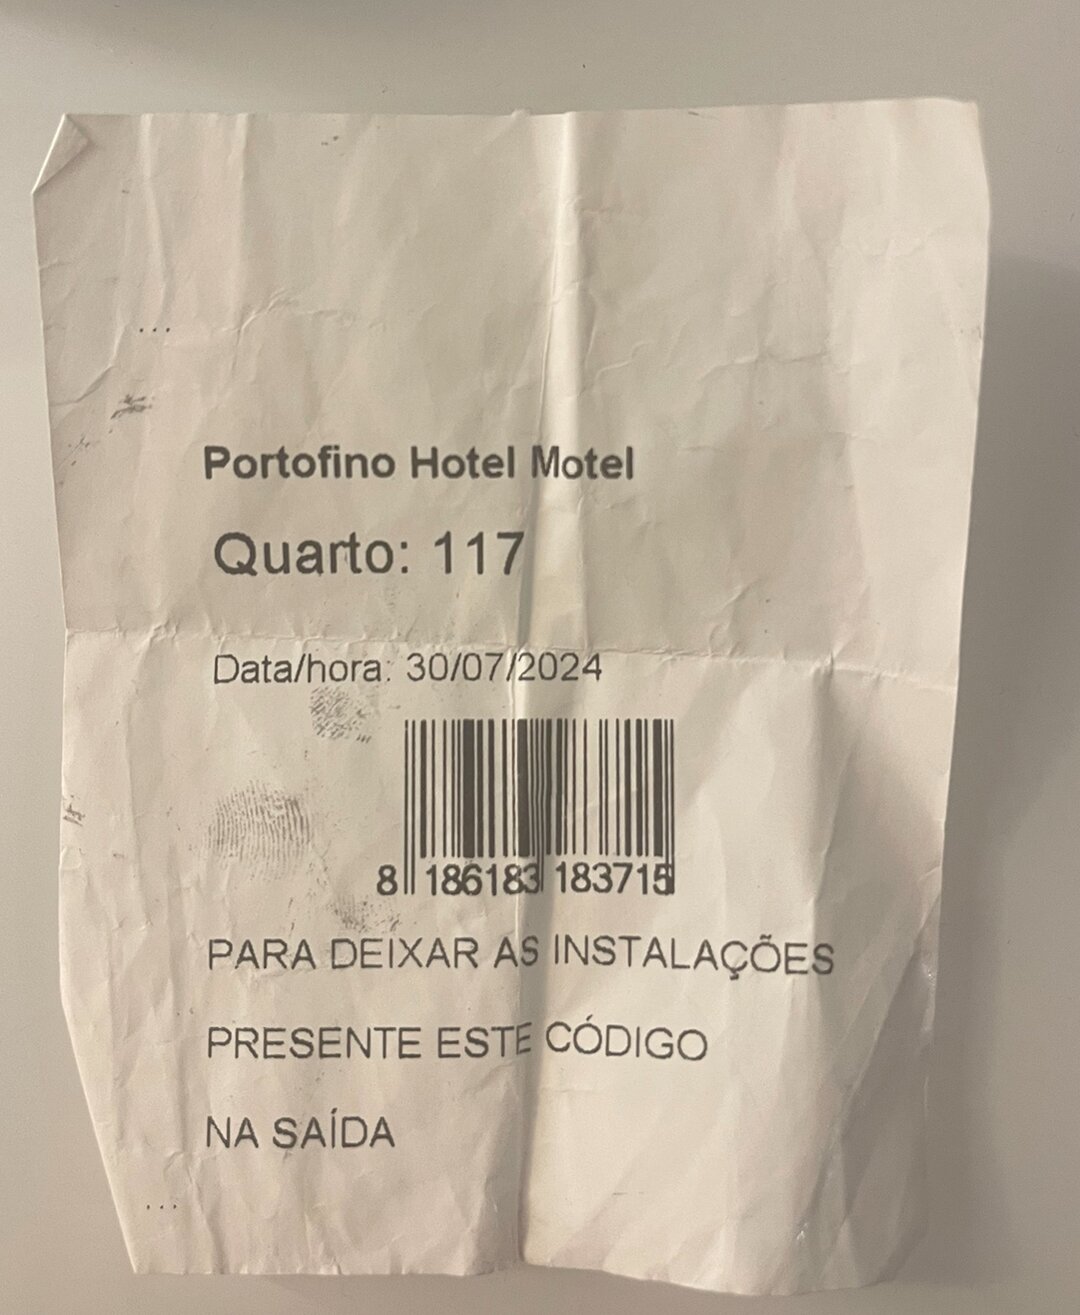 ...
Portofino Hotel Motel
Quarto: 117
Data/hora: 30/07/2024
8 186183 183715
PARA DEIXAR AS INSTALAÇÕES
PRESENTE ESTE CÓDIGO
NA SAÍDA
...